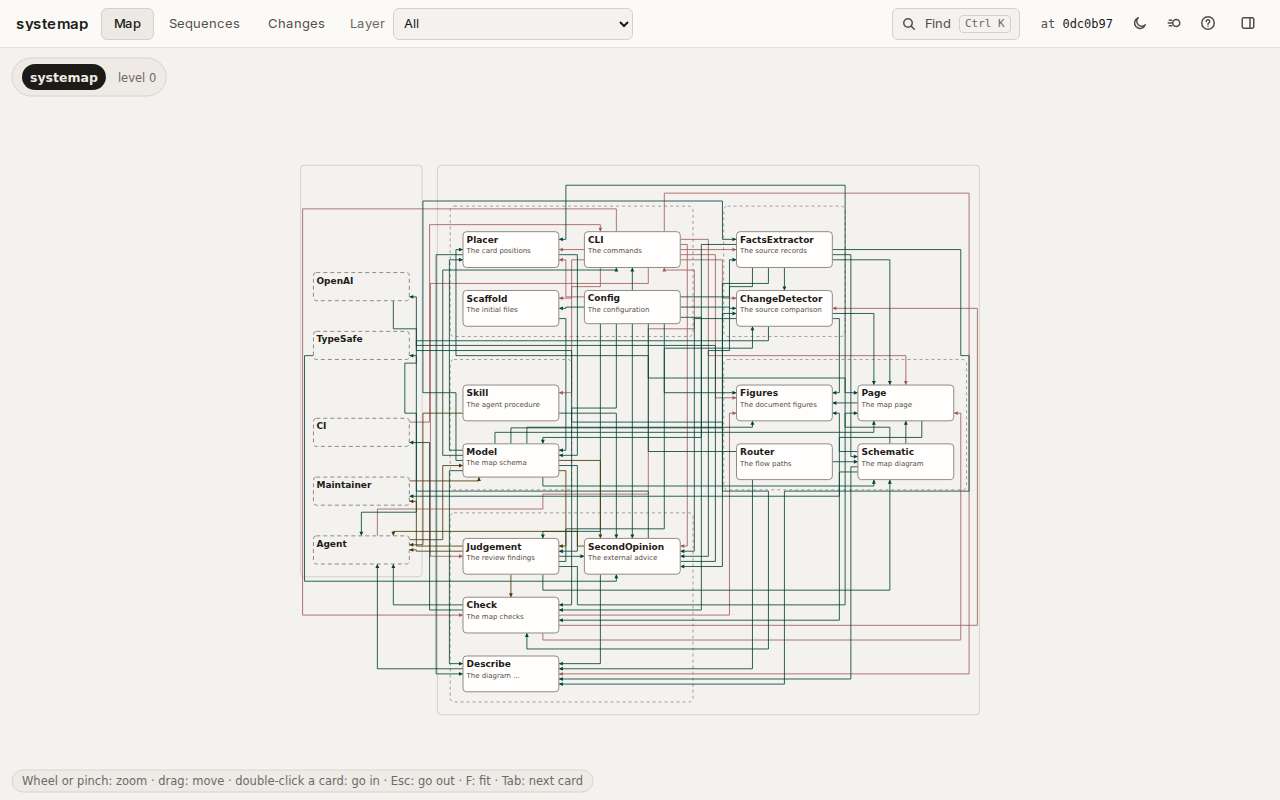 systemap Map Sequences Changes Layer All Find Ctrl K at 0dc0b97
systemap level 0
OpenAI
TypeSafe
CI
Maintainer
Agent
Placer
The card positions
CLI
The commands
FactsExtractor
The source records
Scaffold
The initial files
Config
The configuration
ChangeDetector
The source comparison
Skill
The agent procedure
Figures
The document figures
Page
The map page
Model
The map schema
Router
The flow paths
Schematic
The map diagram
Judgement
The review findings
SecondOpinion
The external advice
Check
The map checks
Describe
The diagram ...
Wheel or pinch: zoom · drag: move · double-click a card: go in · Esc: go out · F: fit · Tab: next card